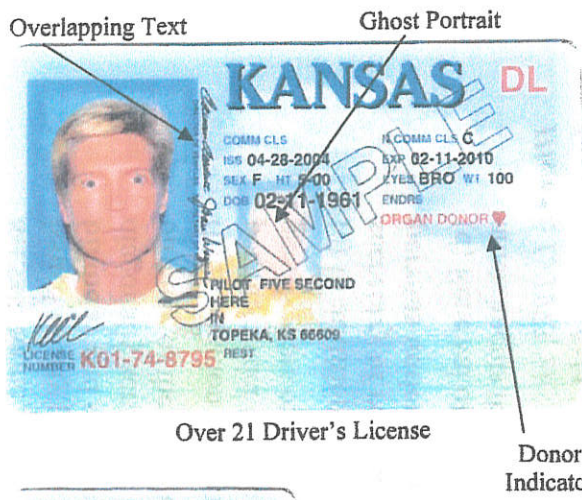 Overlapping Text
Ghost Portrait
KANSAS DL
COMM CLS N COMM CLS C
ISS 04-28-2004 EXP 02-11-2010
SEX F HT 5-00 EYES BRO WT 100
DOB 02-11-1961 ENDRS
ORGAN DONOR
SAMPLE
PILOT FIVE SECOND
HERE
IN
TOPEKA, KS 66609
LICENSE NUMBER K01-74-8795 REST
Over 21 Driver's License
Donor
Indicato